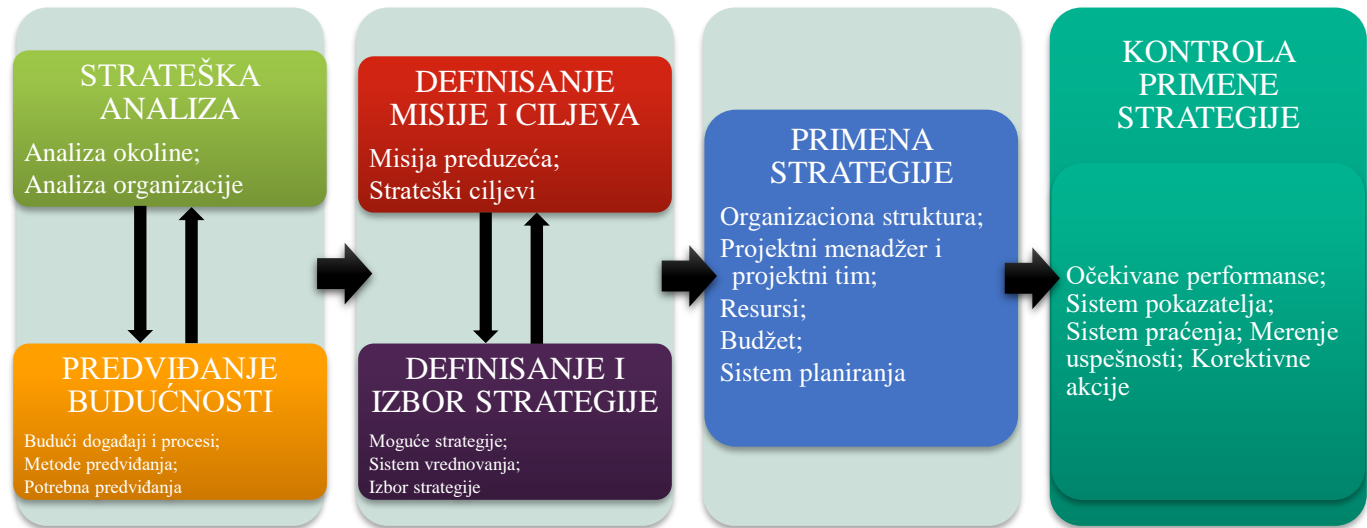 STRATEŠKA
ANALIZA
Analiza okoline;
Analiza organizacije
PREDVIĐANJE
BUDUĆNOSTI
Budući događaji i procesi;
Metode predviđanja;
Potrebna predviđanja
DEFINISANJE
MISIJE I CILJEVA
Misija preduzeća;
Strateški ciljevi
DEFINISANJE I
IZBOR STRATEGIJE
Moguće strategije;
Sistem vrednovanja;
Izbor strategije
PRIMENA
STRATEGIJE
Organizaciona struktura;
Projektni menadžer i
projektni tim;
Resursi;
Budžet;
Sistem planiranja
KONTROLA
PRIMENE
STRATEGIJE
Očekivane performanse;
Sistem pokazatelja;
Sistem praćenja; Merenje
uspešnosti; Korektivne
akcije